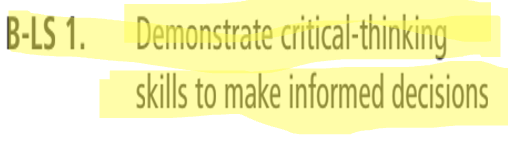 B-LS 1. Demonstrate critical-thinking
skills to make informed decisions